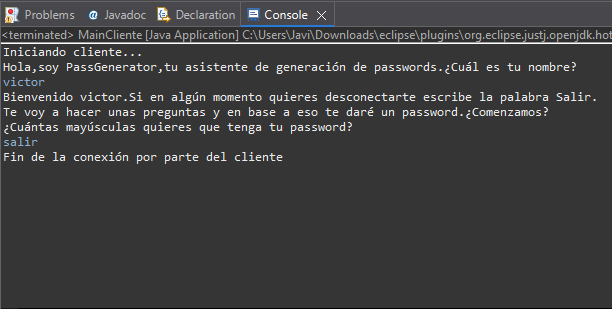 Problems Javadoc Declaration Console
<terminated> MainCliente [Java Application] C:\Users\Javi\Downloads\eclipse\plugins\org.eclipse.justj.openjdk.hot
Iniciando cliente...
Hola,soy PassGenerator,tu asistente de generación de passwords.¿Cuál es tu nombre?
victor
Bienvenido victor.Si en algún momento quieres desconectarte escribe la palabra Salir.
Te voy a hacer unas preguntas y en base a eso te daré un password.¿Comenzamos?
¿Cuántas mayúsculas quieres que tenga tu password?
salir
Fin de la conexión por parte del cliente